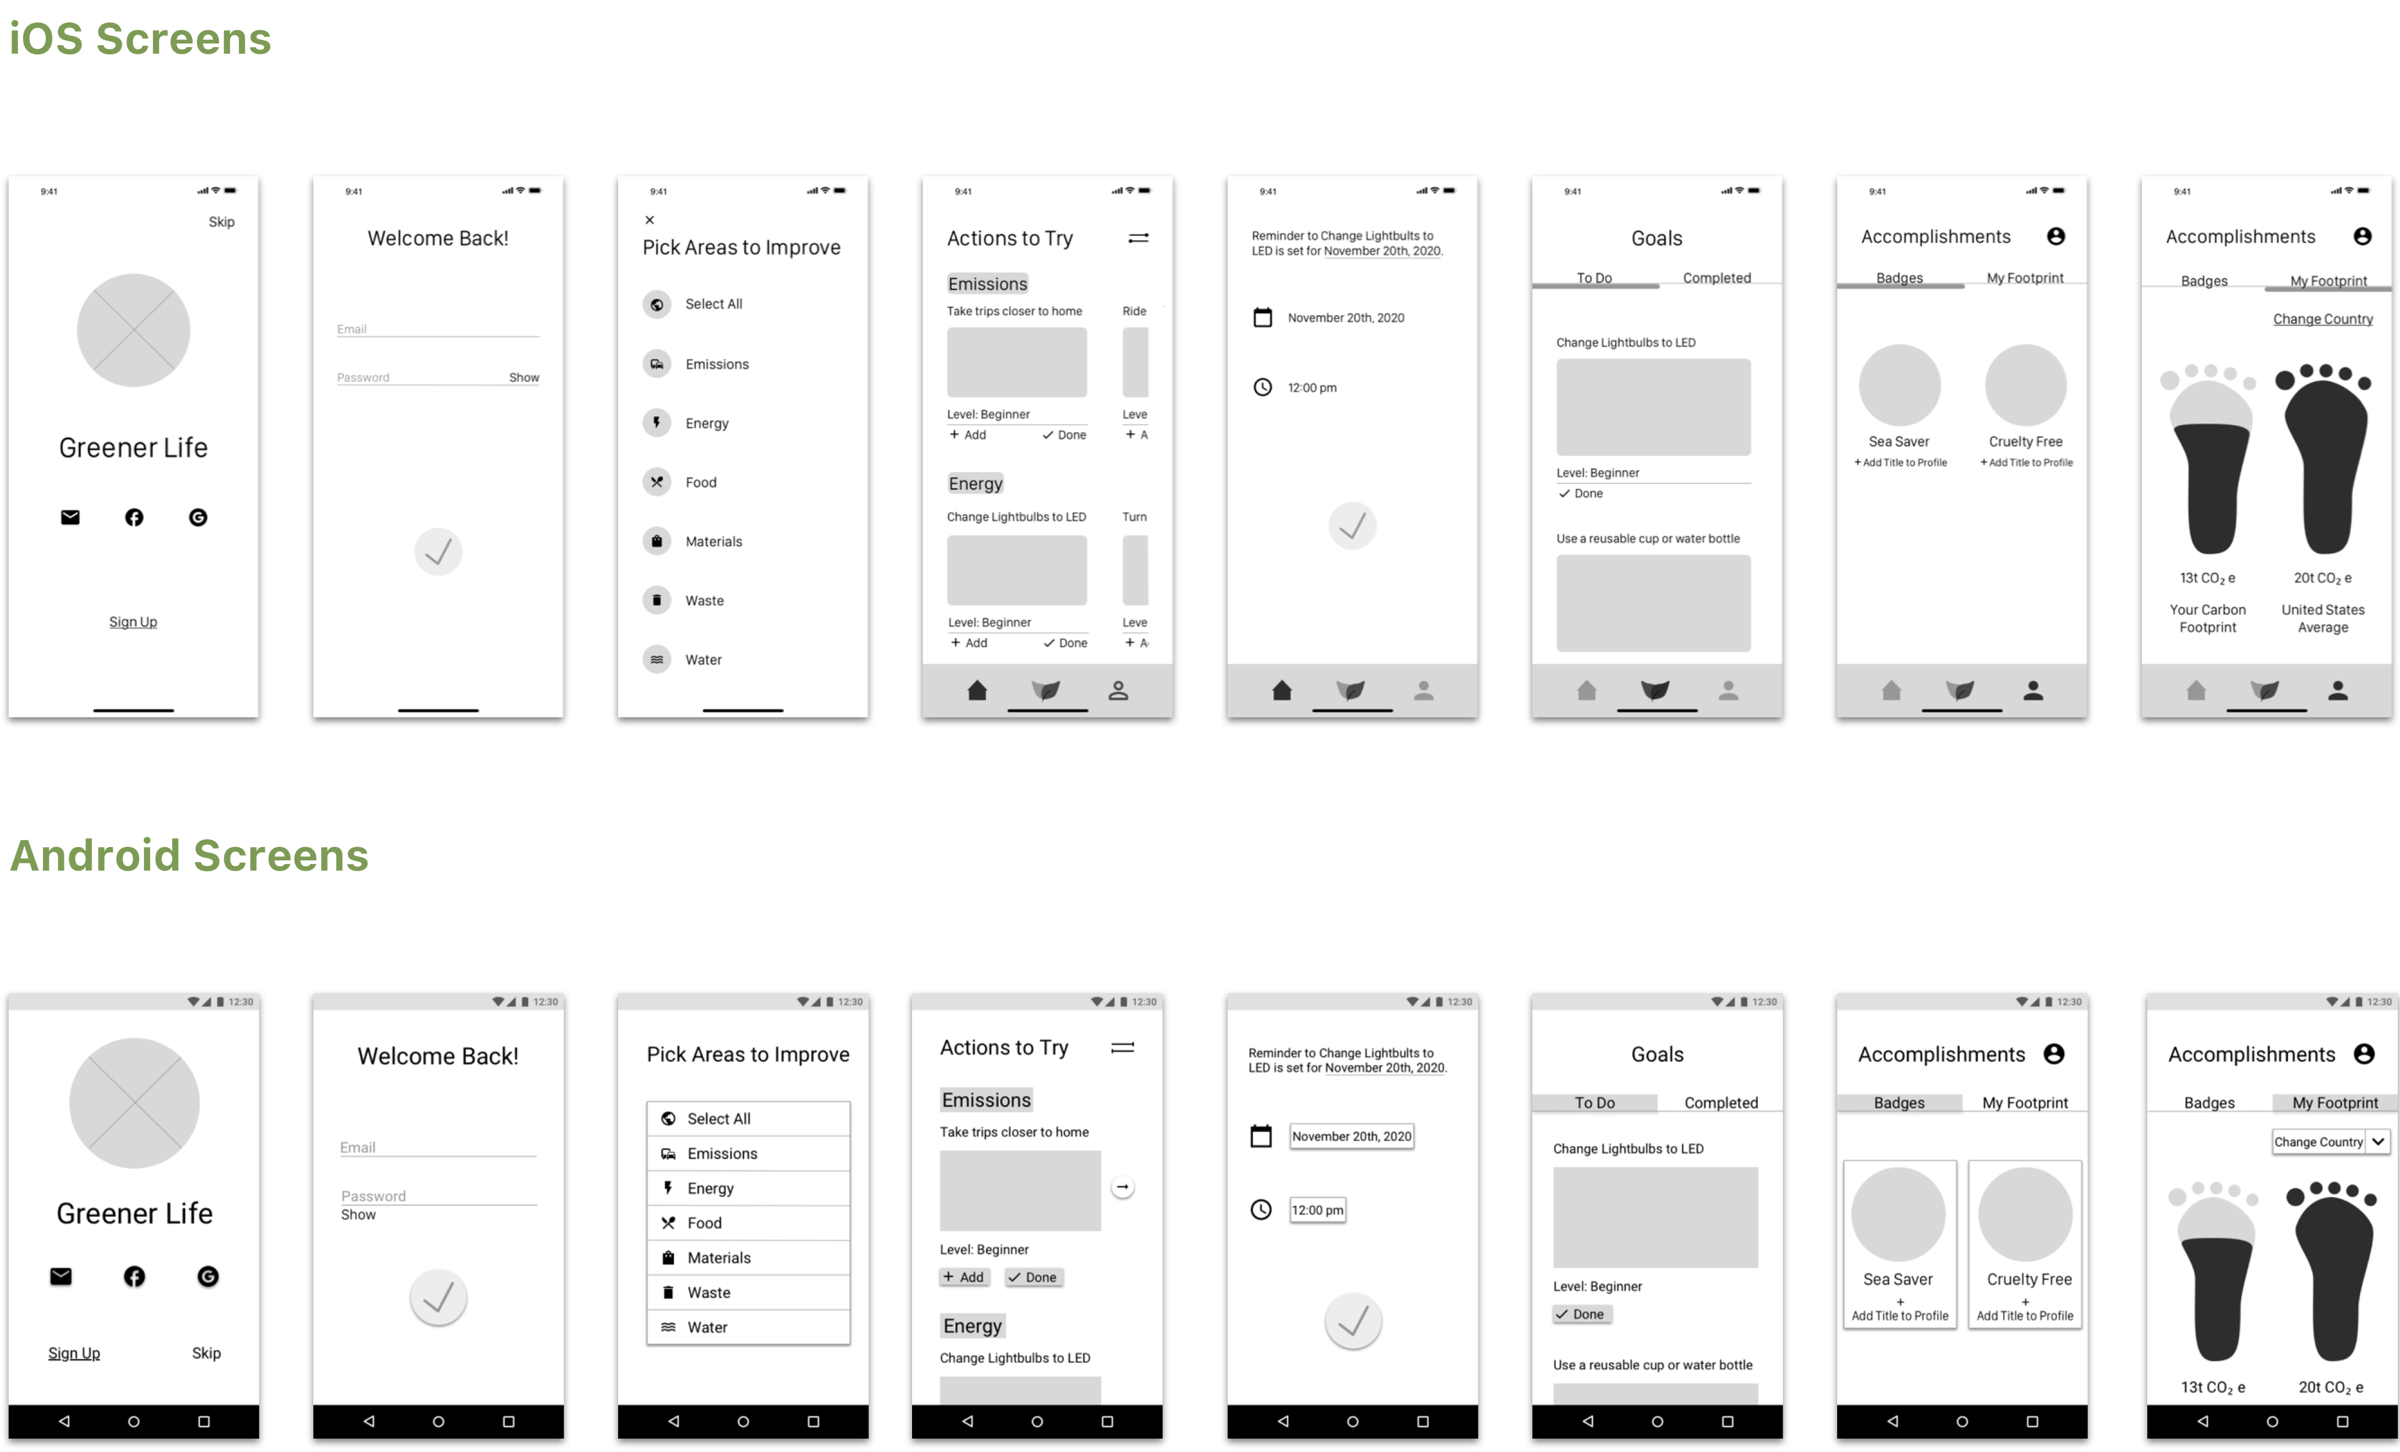 iOS Screens
9:41
Skip
Greener Life
Sign Up
9:41
Welcome Back!
Email
Password Show
9:41
Pick Areas to Improve
Select All
Emissions
Energy
Food
Materials
Waste
Water
9:41
Actions to Try
Emissions
Take trips closer to home Ride
Level: Beginner Leve
+ Add Done + A
Energy
Change Lightbulbs to LED Turn
Level: Beginner Leve
+ Add Done + A
9:41
Reminder to Change Lightbults to
LED is set for November 20th, 2020.
November 20th, 2020
12:00 pm
9:41
Goals
To Do Completed
Change Lightbulbs to LED
Level: Beginner
Done
Use a reusable cup or water bottle
9:41
Accomplishments
Badges My Footprint
Sea Saver Cruelty Free
+ Add Title to Profile + Add Title to Profile
9:41
Accomplishments
Badges My Footprint
Change Country
13t CO₂ e 20t CO₂ e
Your Carbon United States
Footprint Average
Android Screens
12:30
Greener Life
Sign Up Skip
12:30
Welcome Back!
Email
Password
Show
12:30
Pick Areas to Improve
Select All
Emissions
Energy
Food
Materials
Waste
Water
12:30
Actions to Try
Emissions
Take trips closer to home
Level: Beginner
+ Add Done
Energy
Change Lightbulbs to LED
12:30
Reminder to Change Lightbults to
LED is set for November 20th, 2020.
November 20th, 2020
12:00 pm
12:30
Goals
To Do Completed
Change Lightbulbs to LED
Level: Beginner
Done
Use a reusable cup or water bottle
12:30
Accomplishments
Badges My Footprint
Sea Saver Cruelty Free
+ +
Add Title to Profile Add Title to Profile
12:30
Accomplishments
Badges My Footprint
Change Country
13t CO₂ e 20t CO₂ e